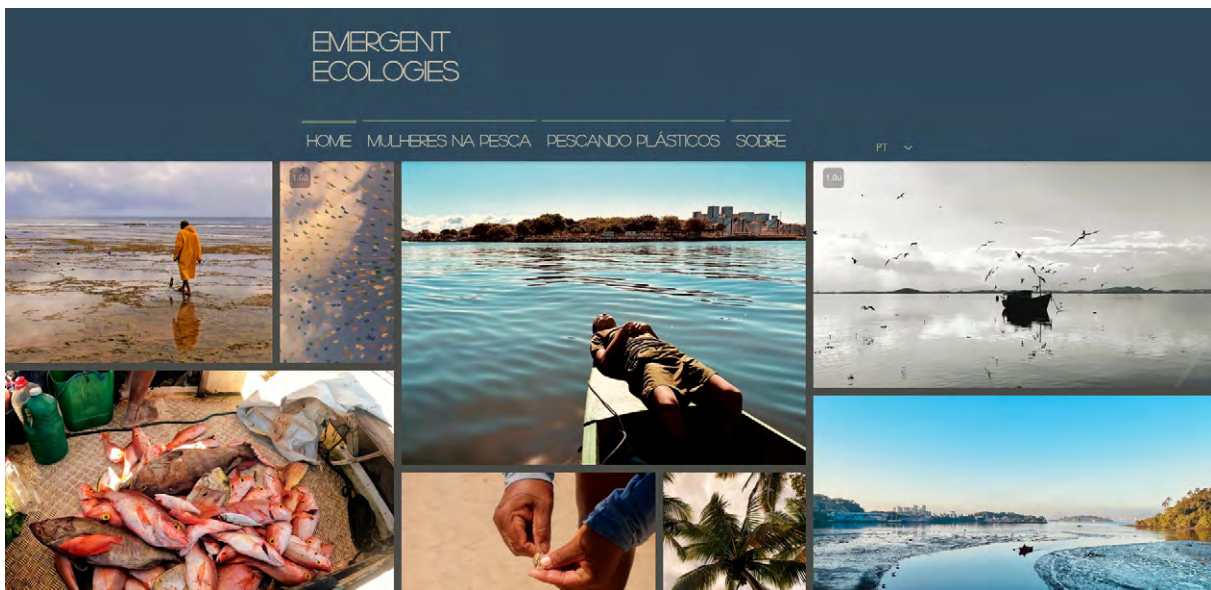 EMERGENT
ECOLOGIES
HOME MULHERES NA PESCA PESCANDO PLÁSTICOS SOBRE
PT